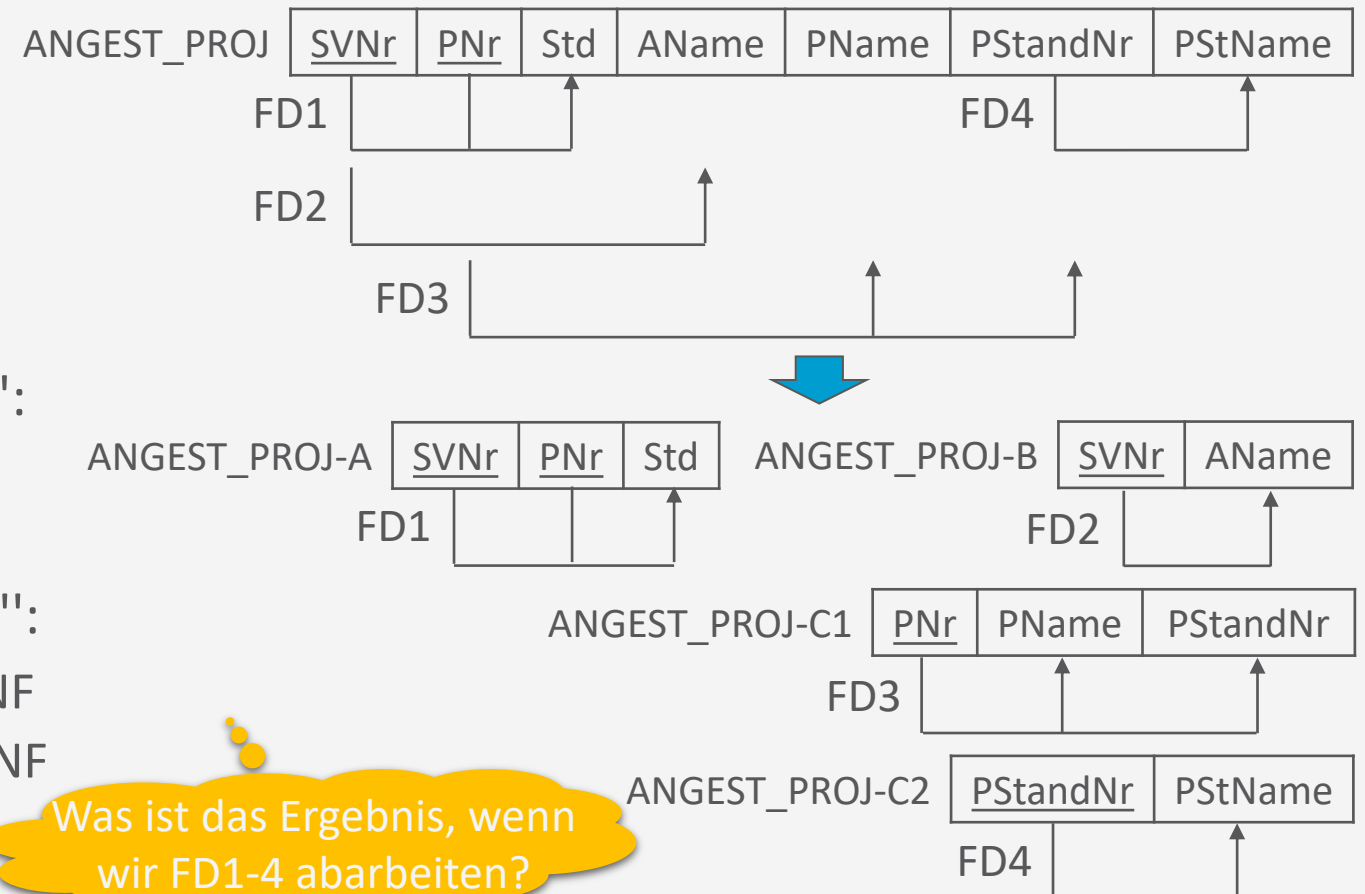 ANGEST_PROJ SVNr PNr Std AName PName PStandNr PStName
FD1 FD4
FD2
FD3
":
ANGEST_PROJ-A SVNr PNr Std ANGEST_PROJ-B SVNr AName
FD1 FD2
":
ANGEST_PROJ-C1 PNr PName PStandNr
NF
FD3
NF
ANGEST_PROJ-C2 PStandNr PStName
Was ist das Ergebnis, wenn
wir FD1-4 abarbeiten?
FD4